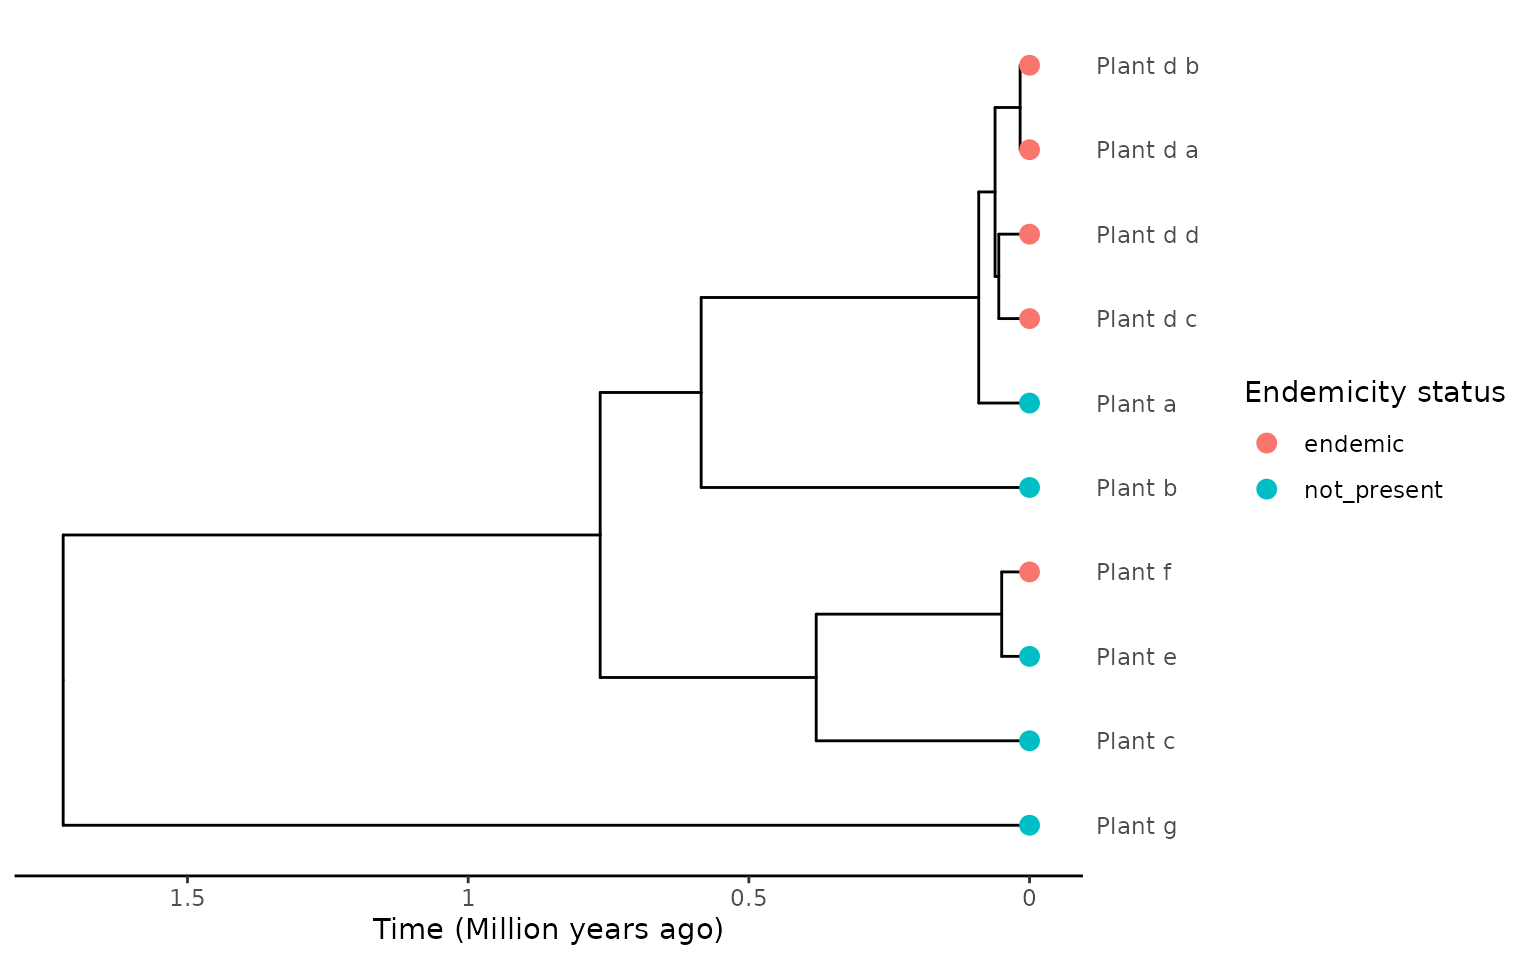 Plant d b
Plant d a
Plant d d
Plant d c
Plant a
Plant b
Plant f
Plant e
Plant c
Plant g
Endemicity status
endemic
not_present
1.5 1 0.5 0
Time (Million years ago)